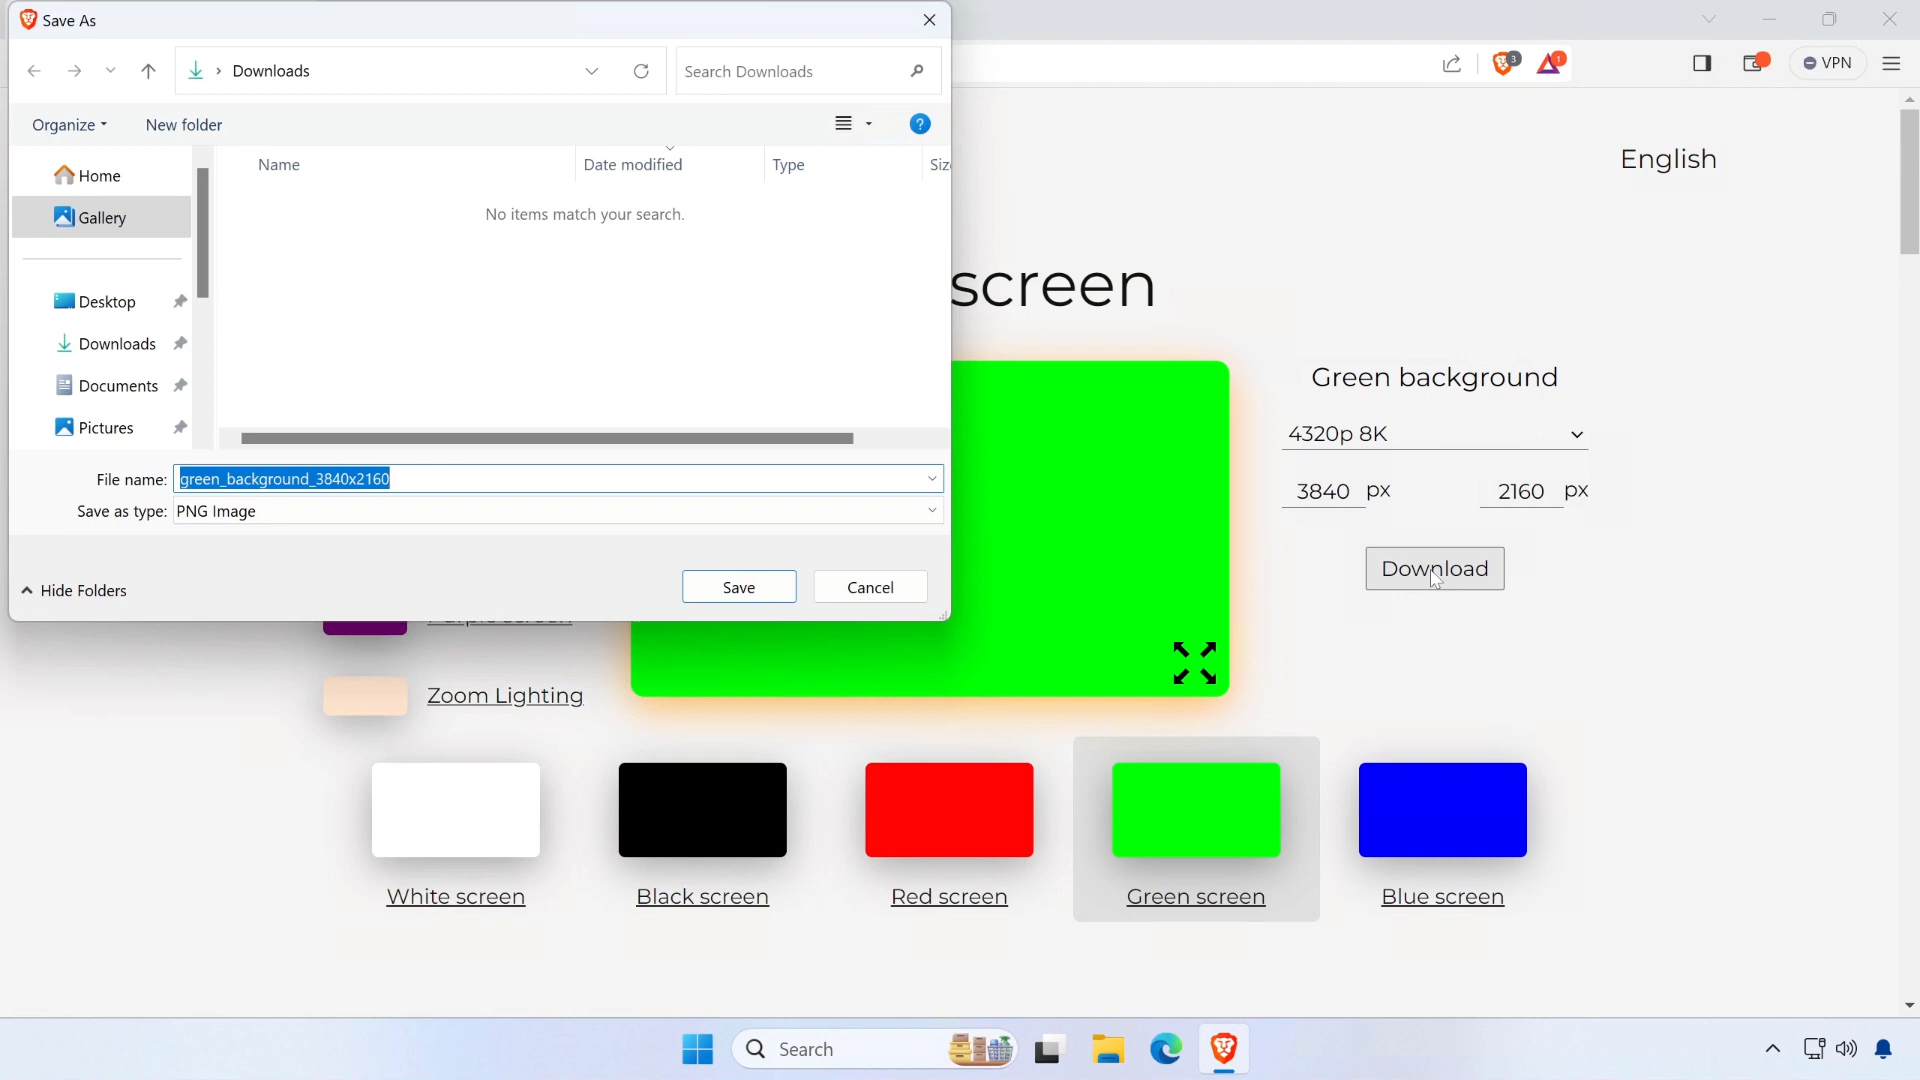 Save As
Downloads
Search Downloads
3
1
VPN
Organize
New folder
?
Home
Gallery
Desktop
Downloads
Documents
Pictures
Name
Date modified
Type
No items match your search.
File name:
green_background_3840x2160
Save as type:
PNG Image
Hide Folders
Save
Cancel
English
screen
Green background
4320p 8K
3840 px
2160 px
Download
Zoom Lighting
White screen
Black screen
Red screen
Green screen
Blue screen
Search